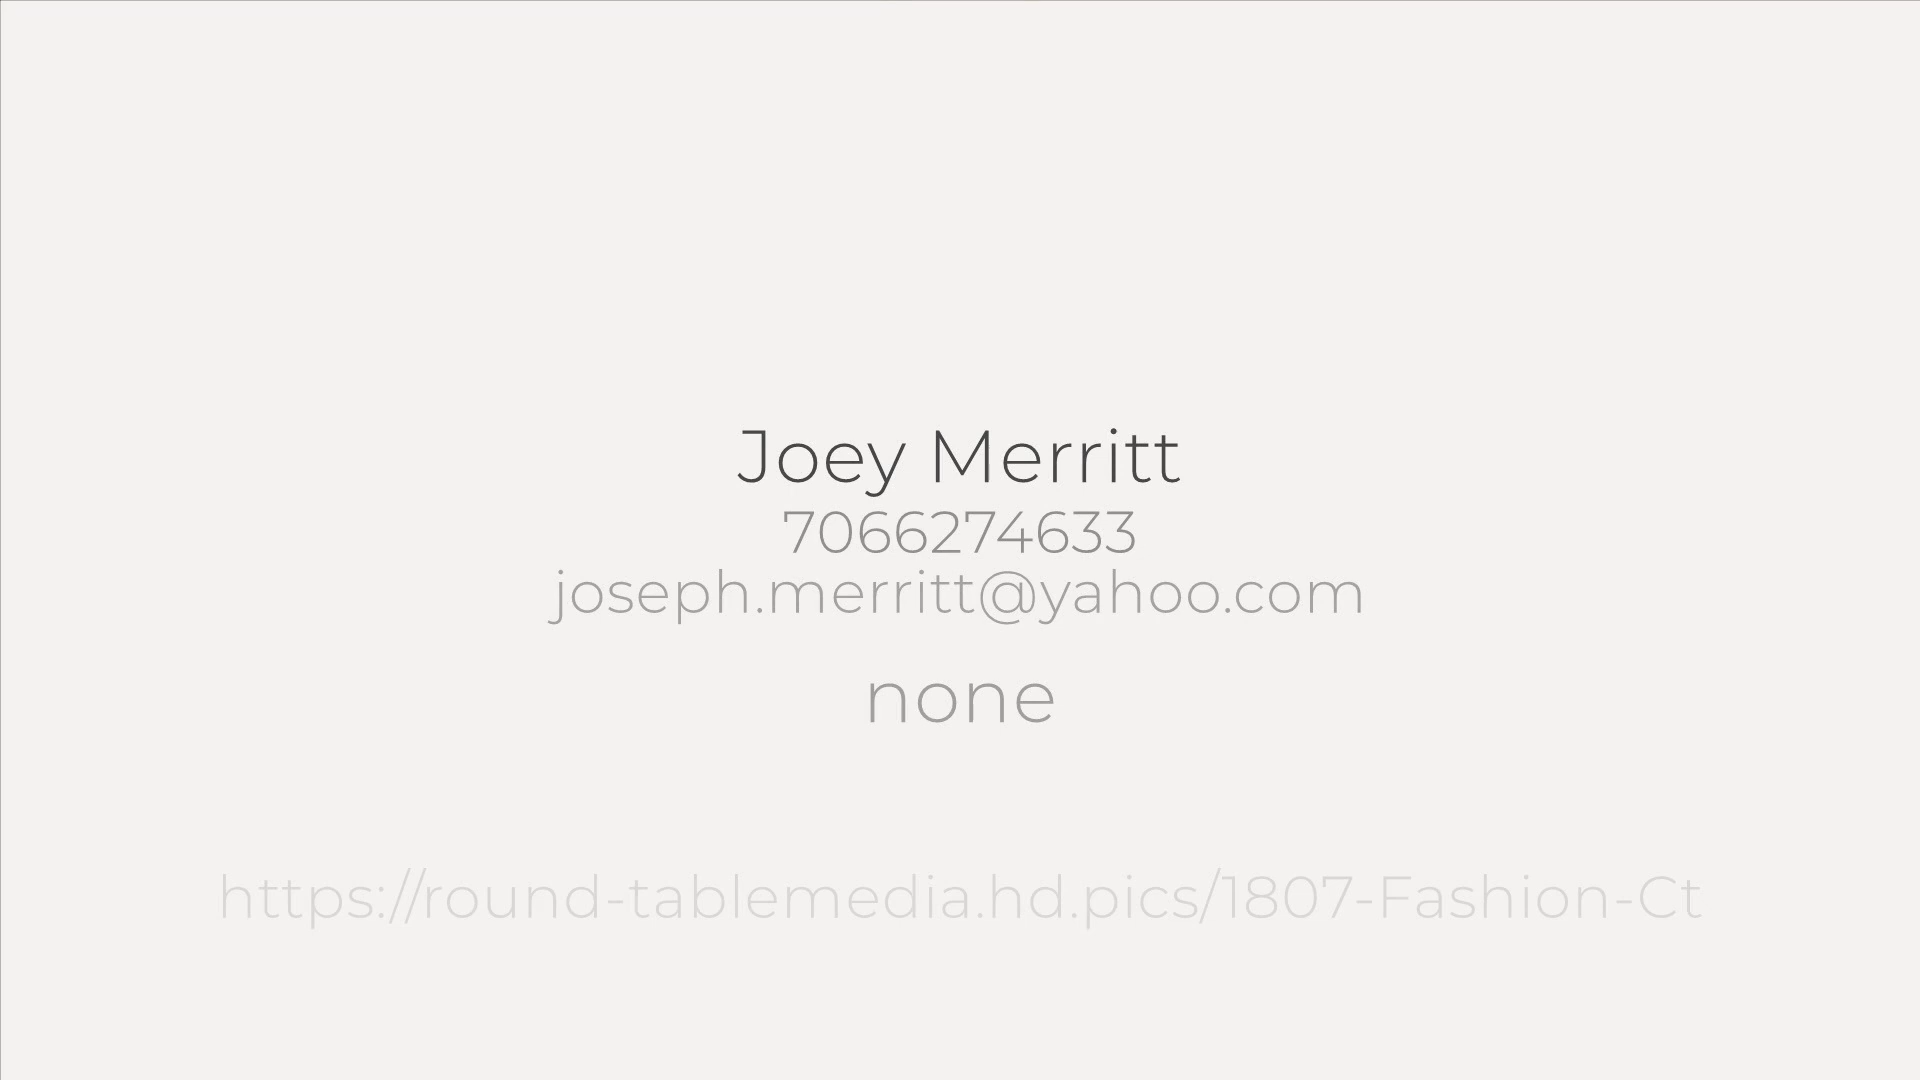 Joey Merritt
7066274633
joseph.merritt@yahoo.com
none
https://round-tablemedia.hd.pics/1807-Fashion-Ct